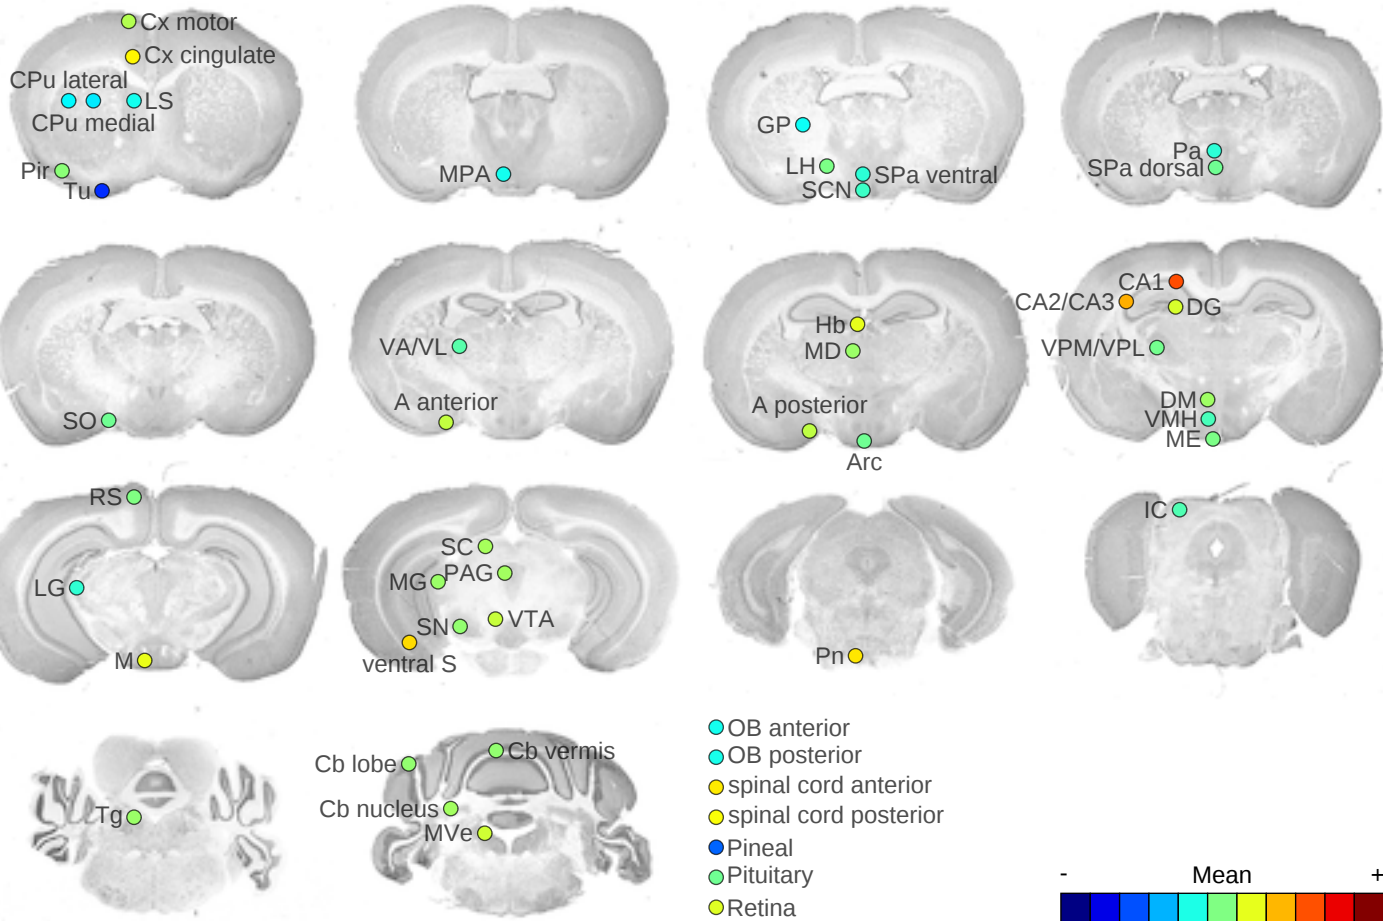 Cx motor
Cx cingulate
CPu lateral
LS
CPu medial
Pir
Tu
MPA
GP
LH
SPa ventral
SCN
Pa
SPa dorsal
SO
VA/VL
A anterior
Hb
MD
A posterior
Arc
CA1
CA2/CA3
DG
VPM/VPL
DM
VMH
ME
RS
LG
M
SC
PAG
MG
VTA
SN
ventral S
Pn
IC
Tg
Cb vermis
Cb lobe
Cb nucleus
MVe
OB anterior
OB posterior
spinal cord anterior
spinal cord posterior
Pineal
Pituitary
Retina
- Mean +